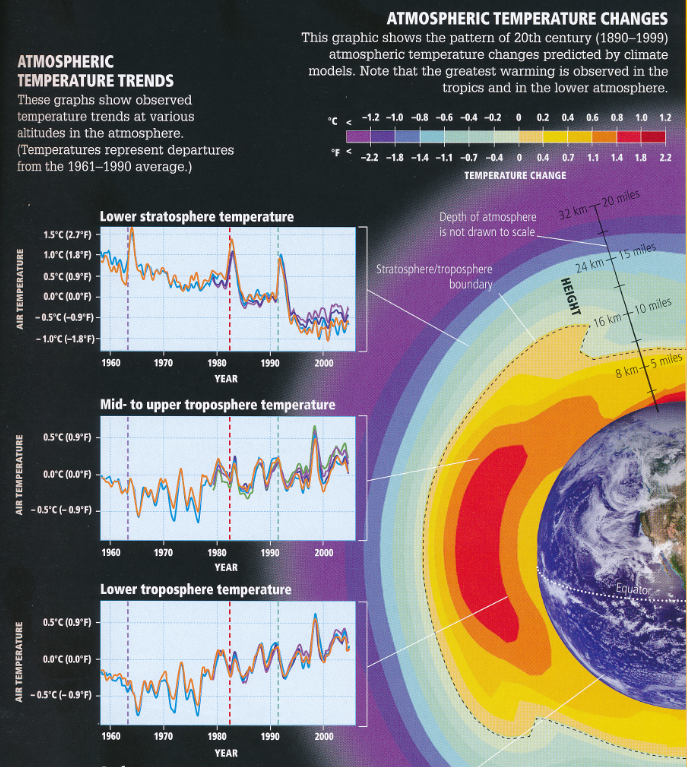 ATMOSPHERIC TEMPERATURE CHANGES
This graphic shows the pattern of 20th century (1890–1999)
atmospheric temperature changes predicted by climate
models. Note that the greatest warming is observed in the
tropics and in the lower atmosphere.
ATMOSPHERIC
TEMPERATURE TRENDS
These graphs show observed
temperature trends at various
altitudes in the atmosphere.
(Temperatures represent departures
from the 1961–1990 average.)
°C < -1.2 -1.0 -0.8 -0.6 -0.4 -0.2 0 0.2 0.4 0.6 0.8 1.0 1.2
°F < -2.2 -1.8 -1.4 -1.1 -0.7 -0.4 0 0.4 0.7 1.1 1.4 1.8 2.2
TEMPERATURE CHANGE
Depth of atmosphere
is not drawn to scale
Stratosphere/troposphere
boundary
HEIGHT
32 km 20 miles
24 km 15 miles
16 km 10 miles
8 km 5 miles
Equator
Lower stratosphere temperature
AIR TEMPERATURE
1.5°C (2.7°F)
1.0°C (1.8°F)
0.5°C (0.9°F)
0.0°C (0.0°F)
– 0.5°C (–0.9°F)
– 1.0°C (–1.8°F)
1960 1970 1980 1990 2000
YEAR
Mid- to upper troposphere temperature
AIR TEMPERATURE
0.5°C (0.9°F)
0.0°C (0.0°F)
– 0.5°C (– 0.9°F)
1960 1970 1980 1990 2000
YEAR
Lower troposphere temperature
AIR TEMPERATURE
0.5°C (0.9°F)
0.0°C (0.0°F)
– 0.5°C (– 0.9°F)
1960 1970 1980 1990 2000
YEAR